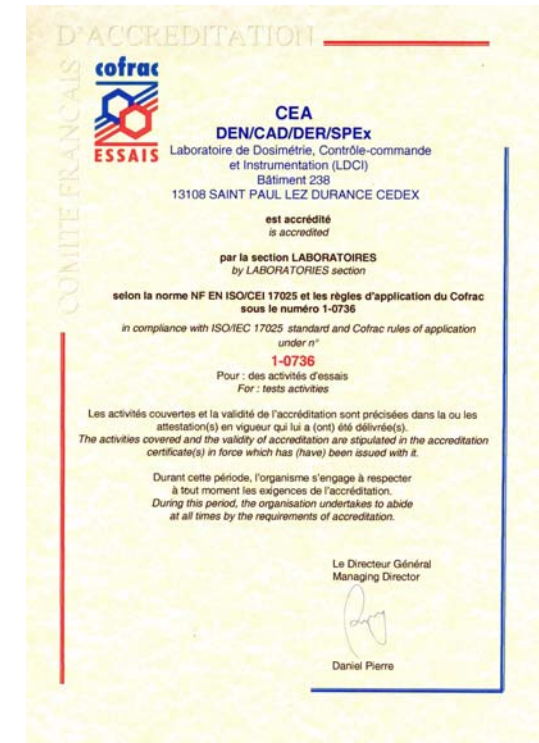 D'ACCREDITATION
COMITE FRANCAIS
cofrac
ESSAIS
CEA
DEN/CAD/DER/SPEx
Laboratoire de Dosimétrie, Contrôle-commande
et Instrumentation (LDCI)
Bâtiment 238
13108 SAINT PAUL LEZ DURANCE CEDEX
est accrédité
is accredited
par la section LABORATOIRES
by LABORATORIES section
selon la norme NF EN ISO/CEI 17025 et les règles d'application du Cofrac
sous le numéro 1-0736
in compliance with ISO/IEC 17025 standard and Cofrac rules of application
under n°
1-0736
Pour : des activités d'essais
For : tests activities
Les activités couvertes et la validité de l'accréditation sont précisées dans la ou les
attestation(s) en vigueur qui lui a (ont) été délivrée(s).
The activities covered and the validity of accreditation are stipulated in the accreditation
certificate(s) in force which has (have) been issued with it.
Durant cette période, l'organisme s'engage à respecter
à tout moment les exigences de l'accréditation.
During this period, the organisation undertakes to abide
at all times by the requirements of accreditation.
Le Directeur Général
Managing Director
Daniel Pierre